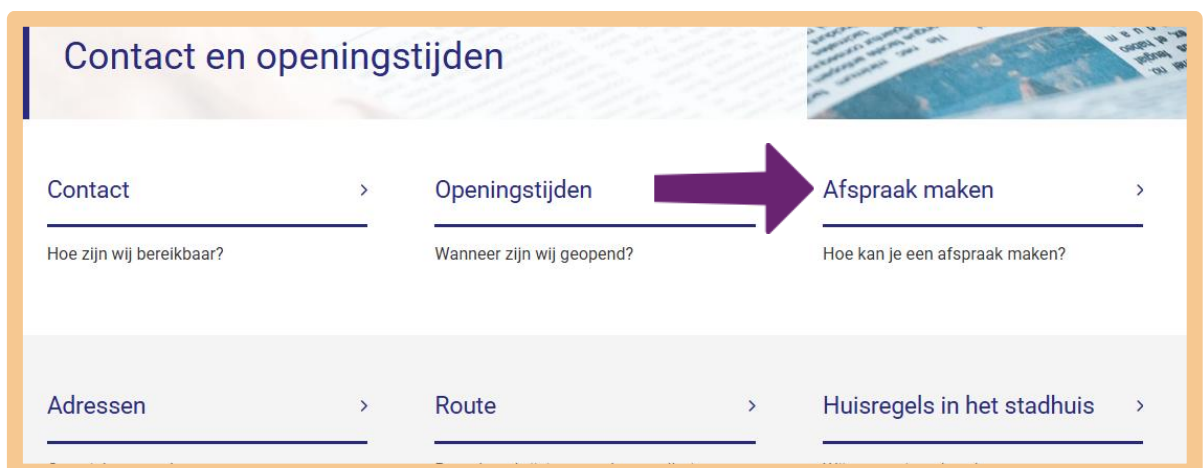 Contact en openingstijden
Contact
Openingstijden
Afspraak maken
Hoe zijn wij bereikbaar?
Wanneer zijn wij geopend?
Hoe kan je een afspraak maken?
Adressen
Route
Huisregels in het stadhuis